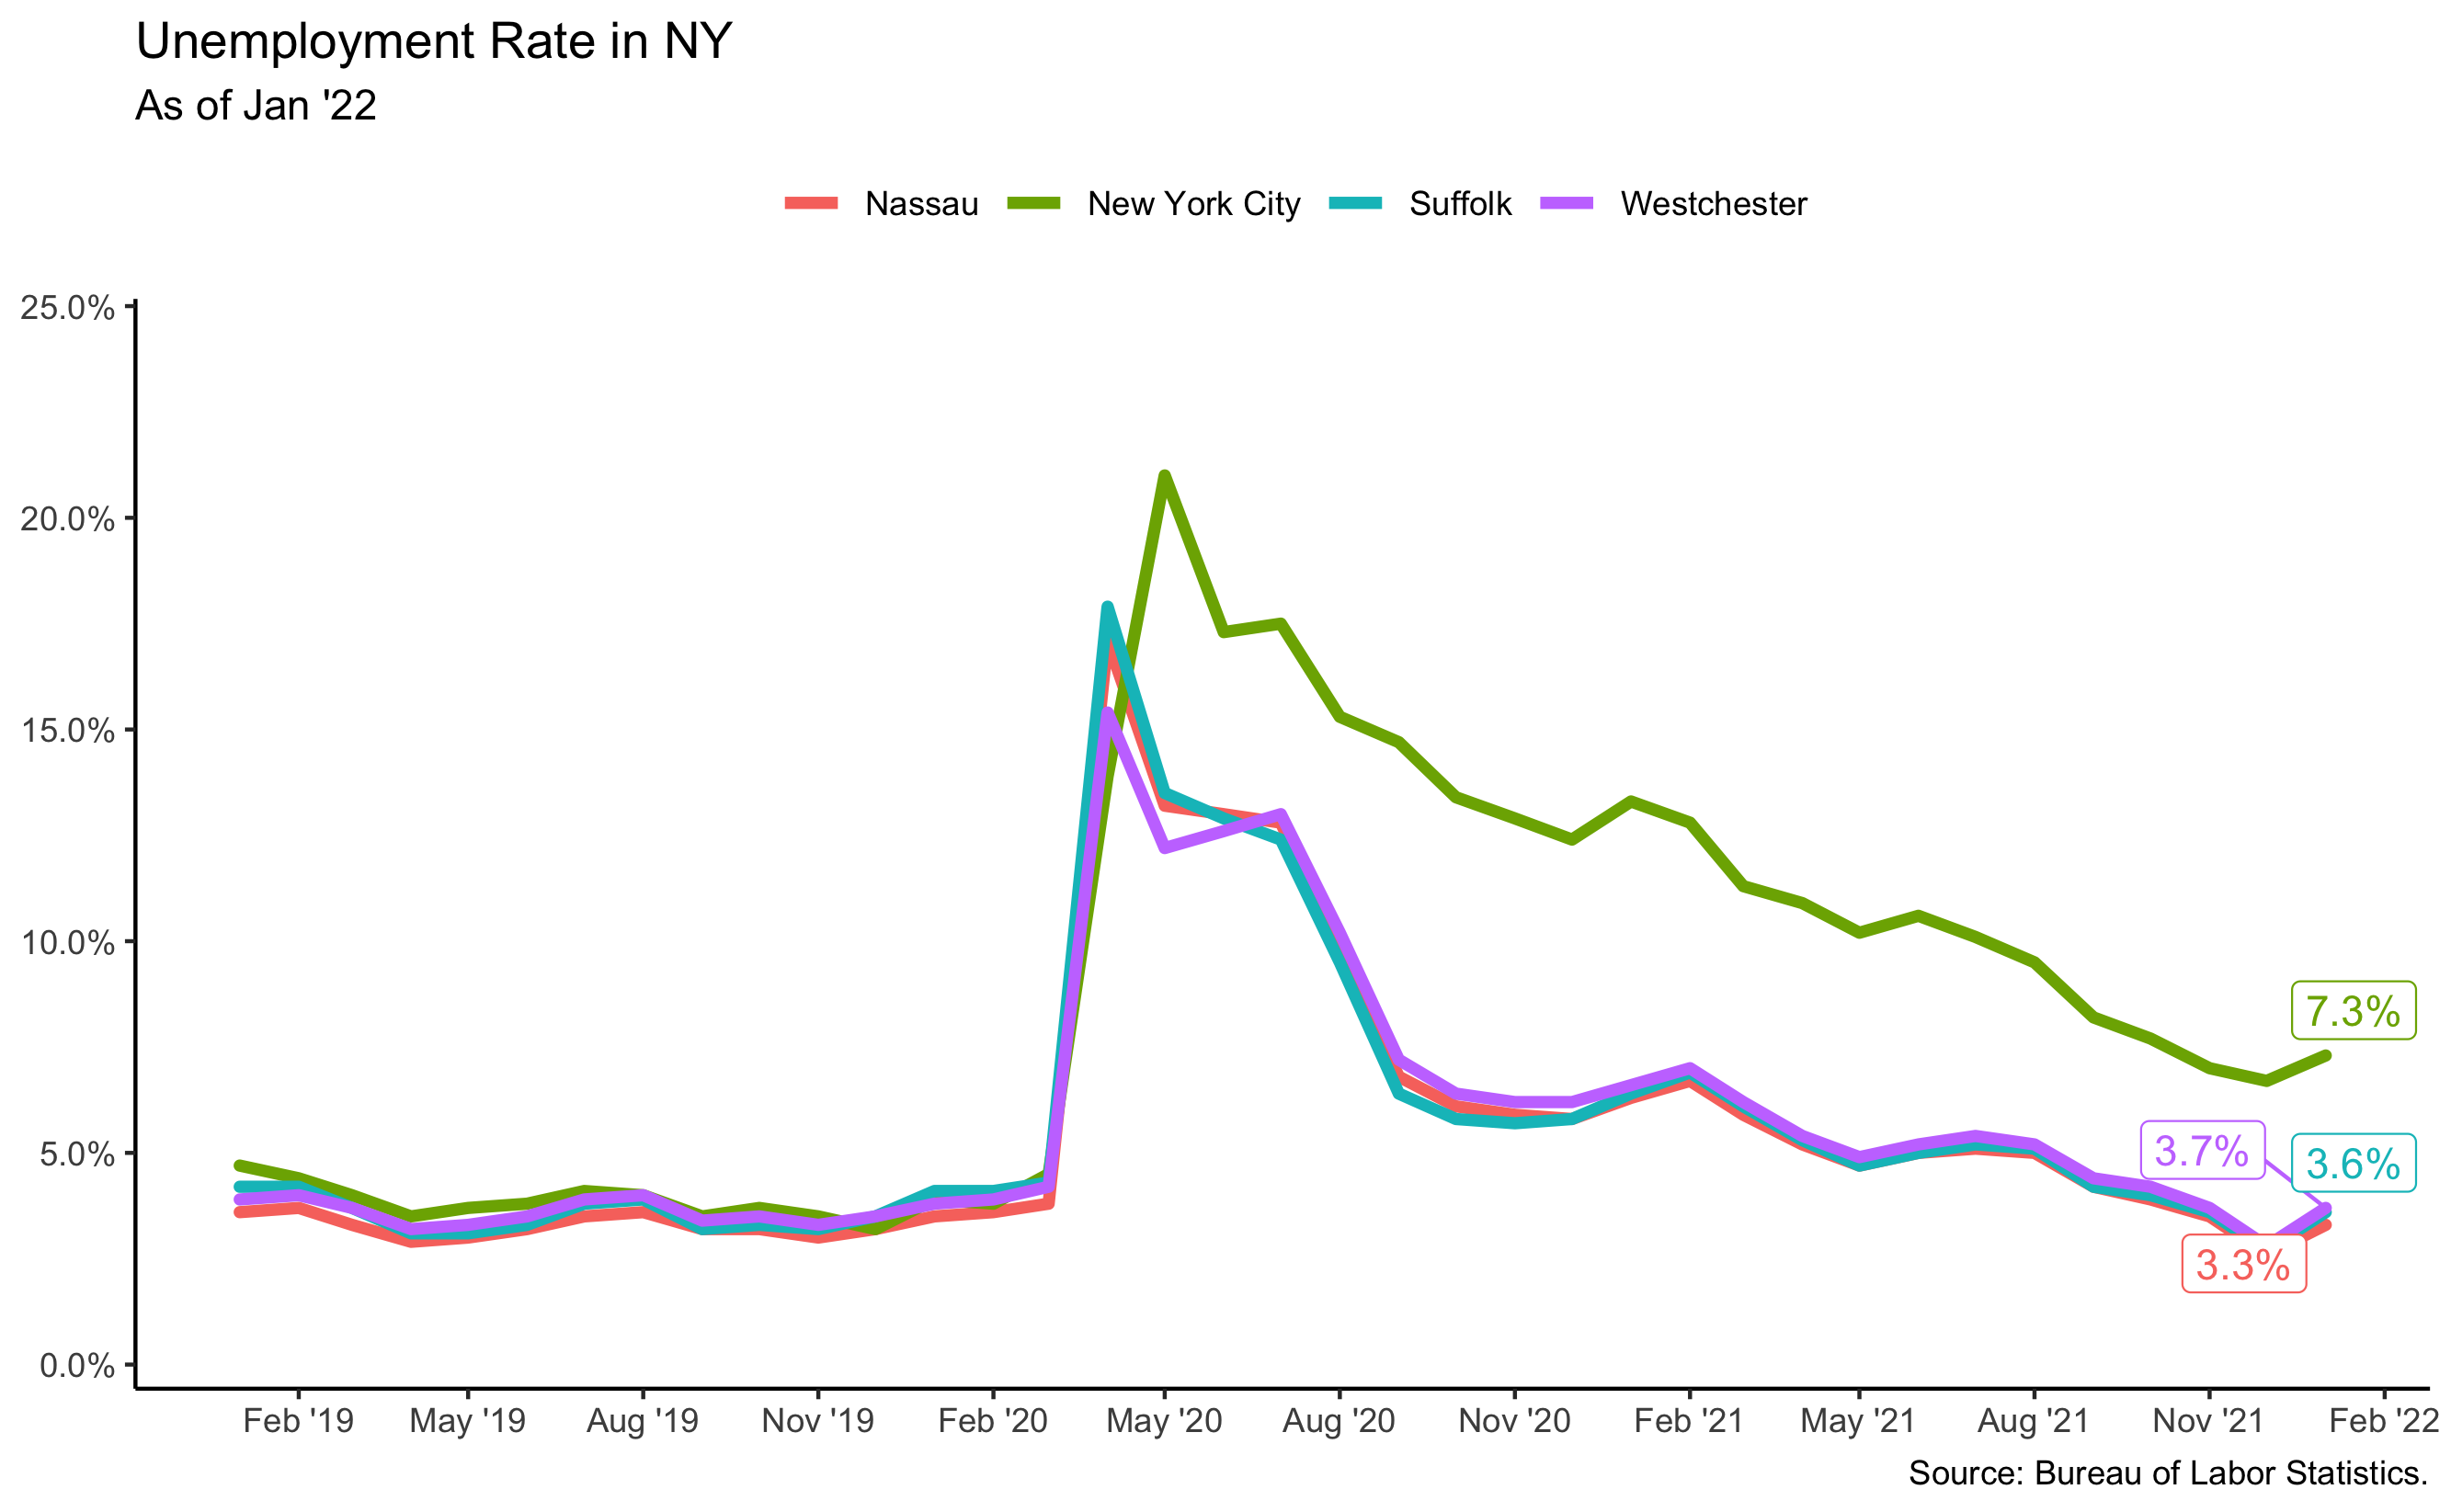 Unemployment Rate in NY
As of Jan '22
Nassau New York City Suffolk Westchester
25.0%
20.0%
15.0%
10.0%
5.0%
0.0%
7.3%
3.7%
3.6%
3.3%
Feb '19 May '19 Aug '19 Nov '19 Feb '20 May '20 Aug '20 Nov '20 Feb '21 May '21 Aug '21 Nov '21 Feb '22
Source: Bureau of Labor Statistics.